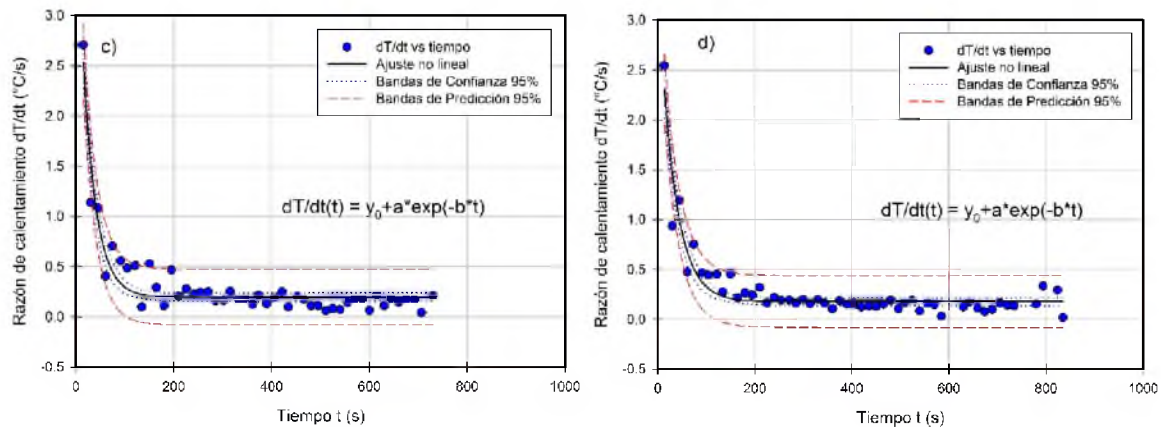 c)
dT/dt vs tiempo
Ajuste no lineal
Bandas de Confianza 95%
Bandas de Predicción 95%
dT/dt(t) = y0+a*exp(-b*t)
Razón de calentamiento dT/dt (°C/s)
3.0
2.5
2.0
1.5
1.0
0.5
0.0
-0.5
0
200
400
600
800
1000
Tiempo t (s)
d)
dT/dt vs tiempo
Ajuste no lineal
Bandas de Confianza 95%
Bandas de Predicción 95%
dT/dt(t) = y0+a*exp(-b*t)
Razón de calentamiento dT/dt (°C/s)
3.0
2.5
2.0
1.5
1.0
0.5
0.0
-0.5
0
200
400
600
800
1000
Tiempo t (s)